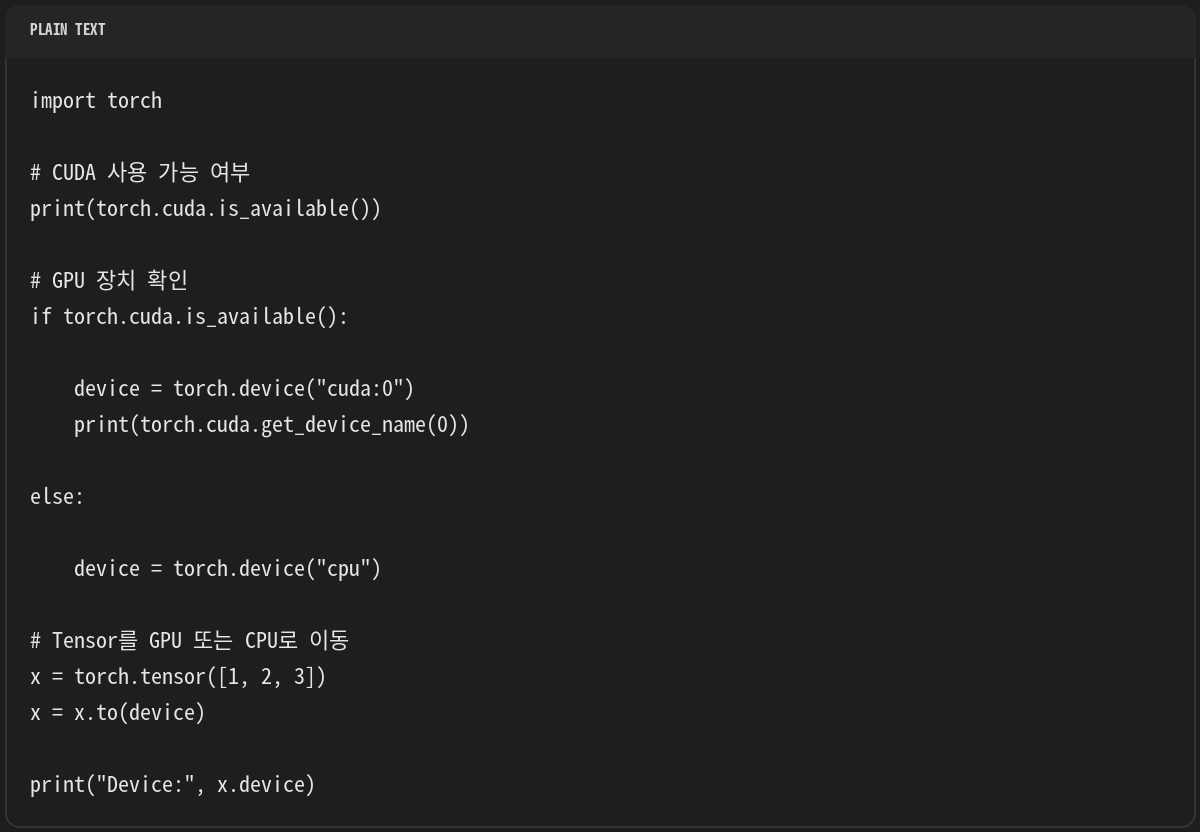 PLAIN TEXT
import torch
# CUDA 사용 가능 여부
print(torch.cuda.is_available())
# GPU 장치 확인
if torch.cuda.is_available():
    device = torch.device("cuda:0")
    print(torch.cuda.get_device_name(0))
else:
    device = torch.device("cpu")
# Tensor를 GPU 또는 CPU로 이동
x = torch.tensor([1, 2, 3])
x = x.to(device)
print("Device:", x.device)